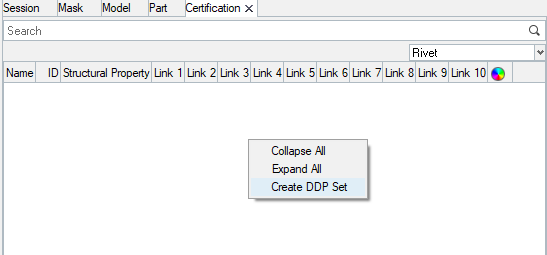 Session Mask Model Part Certification ×
Search
Rivet
Name ID Structural Property Link 1 Link 2 Link 3 Link 4 Link 5 Link 6 Link 7 Link 8 Link 9 Link 10
Collapse All
Expand All
Create DDP Set